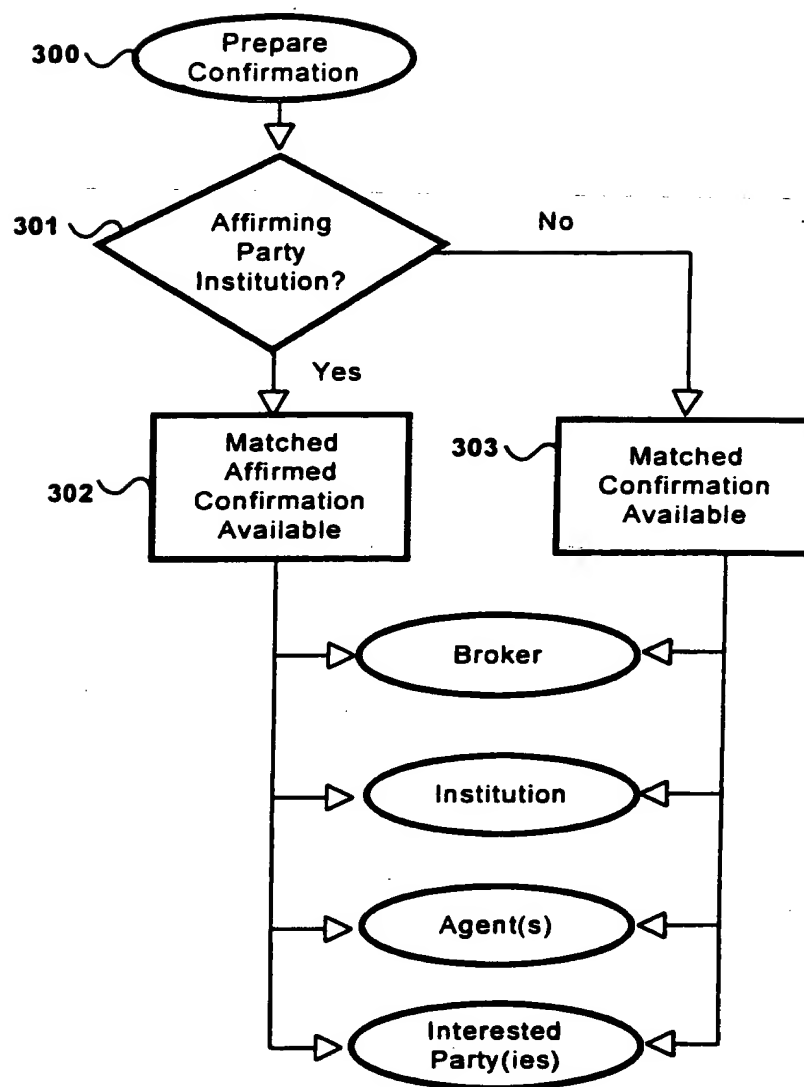 300
Prepare
Confirmation
301
Affirming
Party
Institution?
No
Yes
302
Matched
Affirmed
Confirmation
Available
303
Matched
Confirmation
Available
Broker
Institution
Agent(s)
Interested
Party(ies)